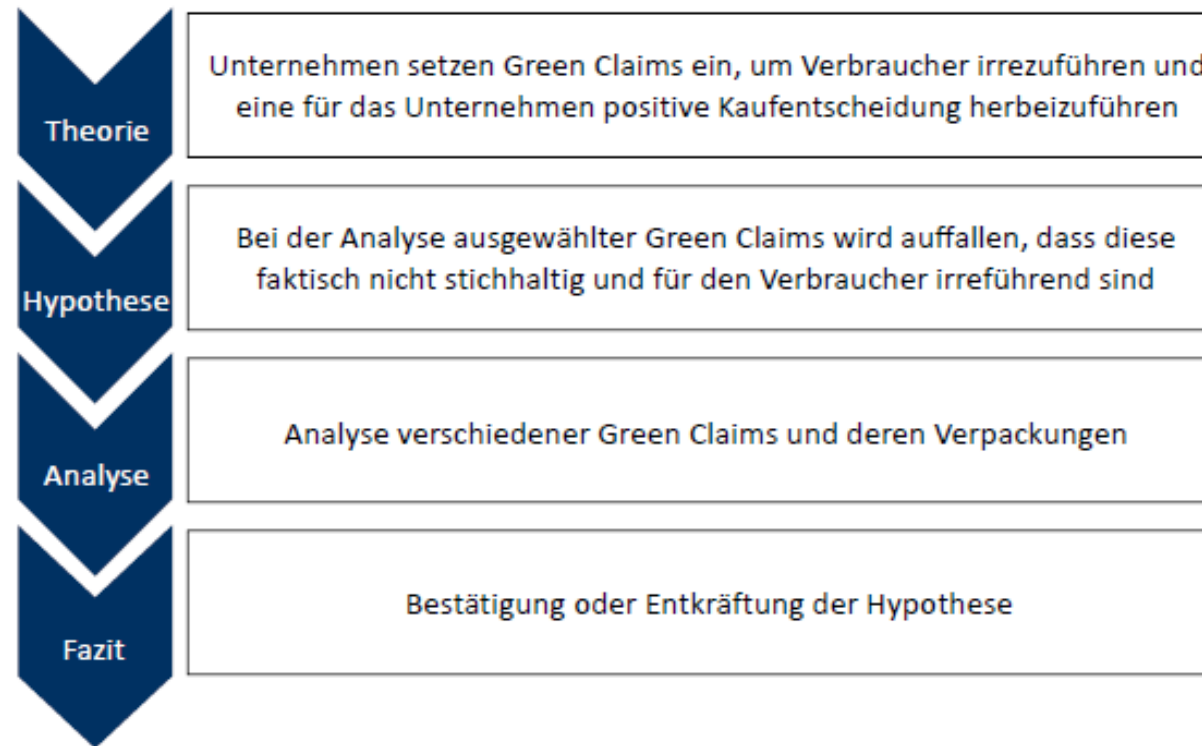 Theorie
Unternehmen setzen Green Claims ein, um Verbraucher irrezuführen und
eine für das Unternehmen positive Kaufentscheidung herbeizuführen
Hypothese
Bei der Analyse ausgewählter Green Claims wird auffallen, dass diese
faktisch nicht stichhaltig und für den Verbraucher irreführend sind
Analyse
Analyse verschiedener Green Claims und deren Verpackungen
Fazit
Bestätigung oder Entkräftung der Hypothese